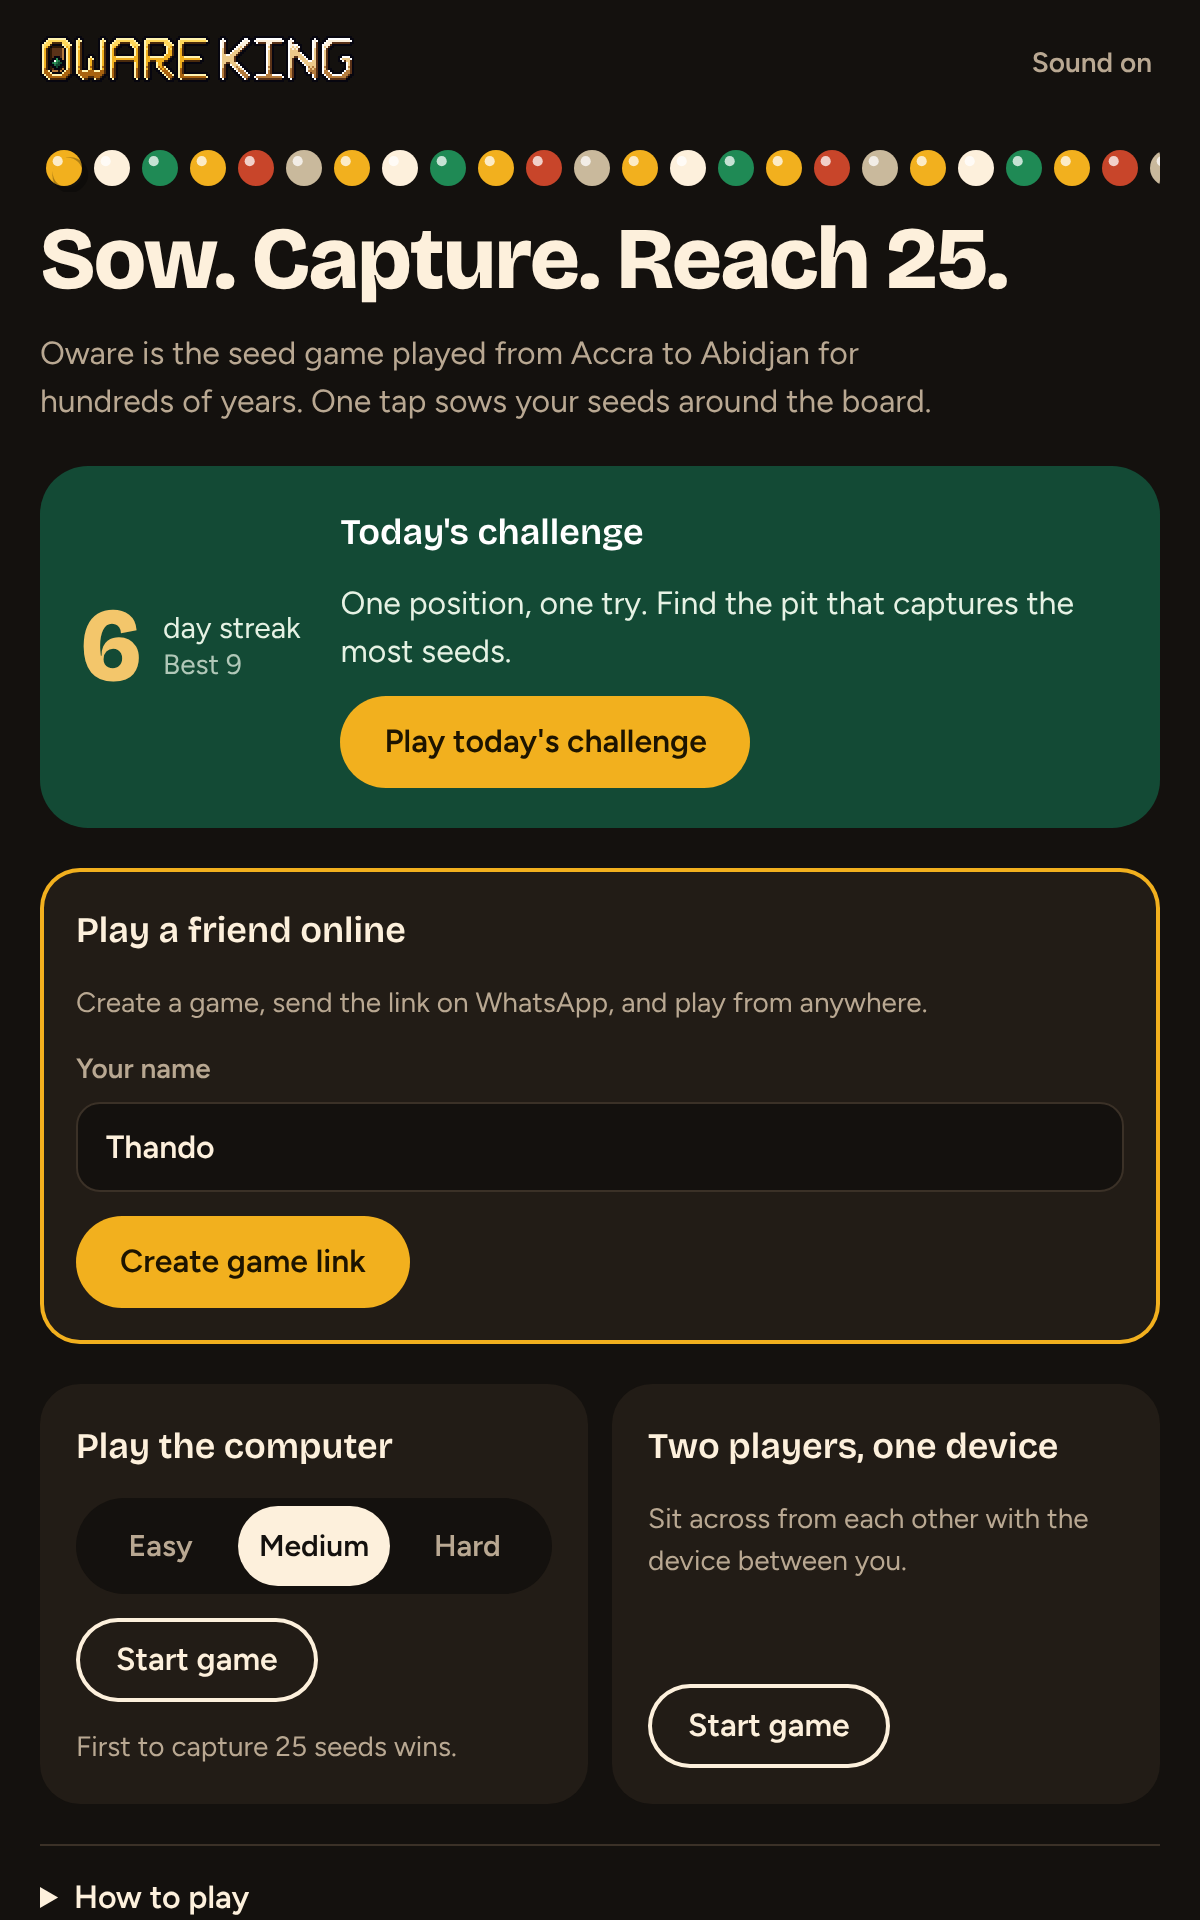 OWARE KING
Sound on
Sow. Capture. Reach 25.
Oware is the seed game played from Accra to Abidjan for
hundreds of years. One tap sows your seeds around the board.
Today's challenge
6
day streak
Best 9
One position, one try. Find the pit that captures the
most seeds.
Play today's challenge
Play a friend online
Create a game, send the link on WhatsApp, and play from anywhere.
Your name
Thando
Create game link
Play the computer
Easy Medium Hard
Start game
First to capture 25 seeds wins.
Two players, one device
Sit across from each other with the
device between you.
Start game
How to play